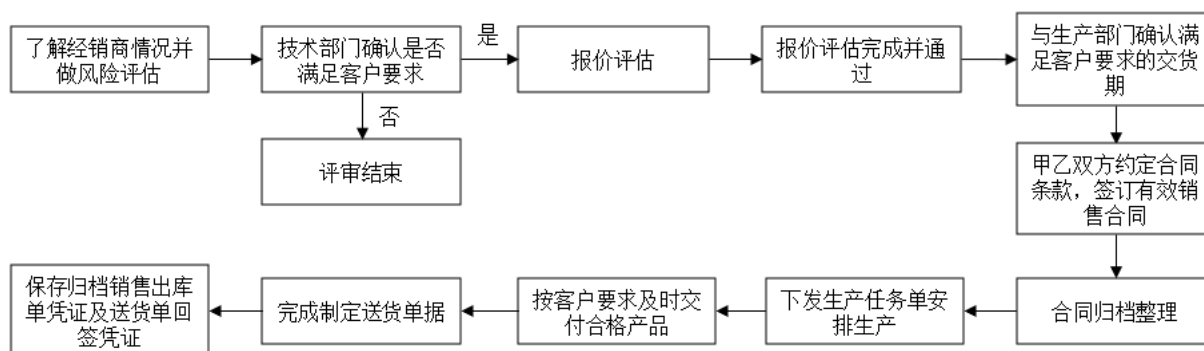 了解经销商情况并
做风险评估
技术部门确认是否
满足客户要求
是
报价评估
报价评估完成并通
过
与生产部门确认满
足客户要求的交货
期
否
评审结束
甲乙双方约定合同
条款，签订有效销
售合同
合同归档整理
下发生产任务单安
排生产
按客户要求及时交
付合格产品
完成制定送货单据
保存归档销售出库
单凭证及送货单回
签凭证